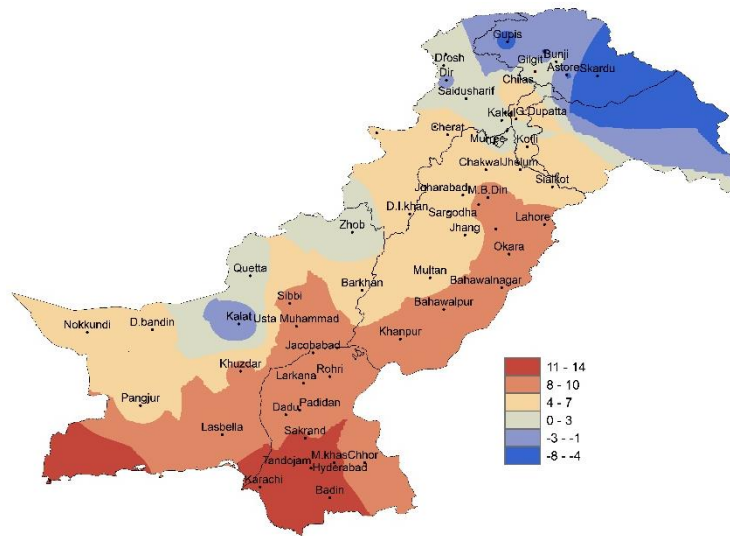 Gupis
Bunji
Drosh
Gilgit
Dir
Astore
Skardu
Chilas
Saidusharif
Kakul
G.Dupatta
Cherat
Murree
Kotli
Chakwal
Jhelum
Joharabad
M.B.Din
Sialkot
D.I.khan
Sargodha
Lahore
Zhob
Jhang
Okara
Quetta
Multan
Barkhan
Bahawalnagar
Sibbi
Bahawalpur
Nokkundi
D.bandin
Kalat
Usta Muhammad
Khanpur
Jacobabad
Khuzdar
Rohri
Larkana
Pangjur
Dadu
Padidan
Lasbella
Sakrand
Tandojam
M.khas
Chhor
Hyderabad
Karachi
Badin
11 - 14
8 - 10
4 - 7
0 - 3
-3 - -1
-8 - -4